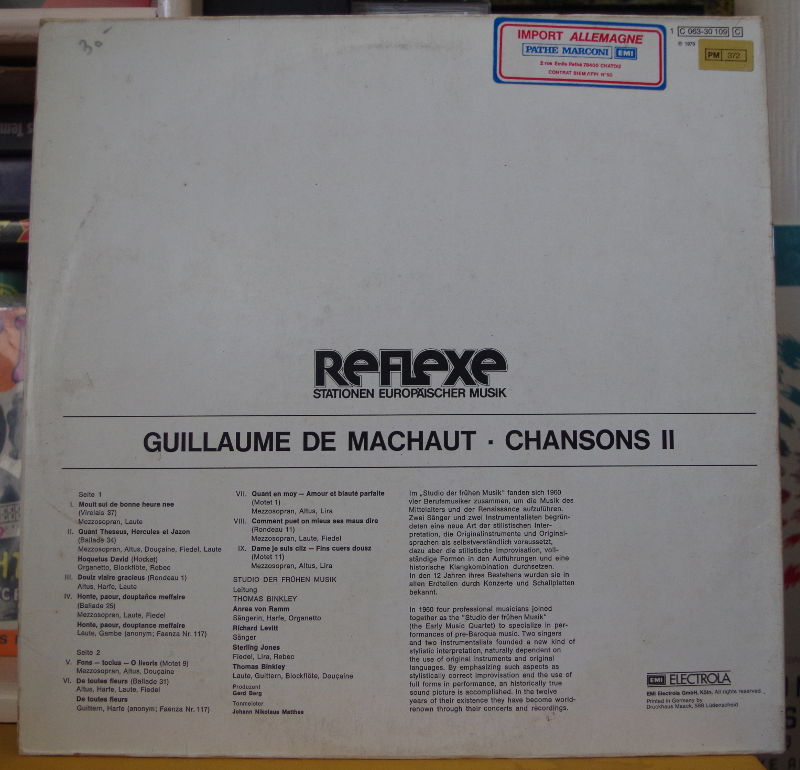 30
IMPORT ALLEMAGNE
PATHE MARCONI EMI
2 rue Emile Pathé 78400 CHATOU
CONTRAT BIEM/IFPI N°50
1 C 063-30 109 C
℗ 1973
PM 372
REFLEXE
STATIONEN EUROPÄISCHER MUSIK
GUILLAUME DE MACHAUT · CHANSONS II
Seite 1
I. Moult sui de bonne heure nee
(Virelais 37)
Mezzosopran, Laute
II. Quant Theseus, Hercules et Jazon
(Ballade 34)
Mezzosopran, Altus, Douçaine, Fiedel, Laute
Hoquetus David (Hocket)
Organetto, Blockflöte, Rebec
III. Douiz viaire gracieus (Rondeau 1)
Altus, Harfe, Laute
IV. Honte, paour, doubtance meffaire
(Ballade 25)
Mezzosopran, Laute, Fiedel
Honte, paour, doubtance meffaire
Laute, Gambe (anonym; Faenza Nr. 117)
Seite 2
V. Fons — tocius — O livoris (Motet 9)
Mezzosopran, Altus, Douçaine
VI. De toutes flours (Ballade 31)
Altus, Harfe, Laute, Fiedel
De toutes flours
Guittern, Harfe (anonym; Faenza Nr. 117)
VII. Quant en moy — Amour et biauté parfaite
(Motet 1)
Mezzosopran, Altus, Lira
VIII. Comment puet on mieus ses maus dire
(Rondeau 11)
Mezzosopran, Laute, Fiedel
IX. Dame je suis cilz — Fins cuers dousz
(Motet 11)
Mezzosopran, Altus, Lira
STUDIO DER FRÜHEN MUSIK
Leitung
THOMAS BINKLEY
Andrea von Ramm
Sängerin, Harfe, Organetto
Richard Levitt
Sänger
Sterling Jones
Fiedel, Lira, Rebec
Thomas Binkley
Laute, Guittern, Blockflöte, Douçaine
Produzent
Gerd Berg
Tonmeister
Johann Nikolaus Matthes
Im „Studio der frühen Musik" fanden sich 1960
vier Berufsmusiker zusammen, um die Musik des
Mittelalters und der Renaissance aufzuführen.
Zwei Sänger und zwei Instrumentalisten begrün-
deten eine neue Art der stilistischen Inter-
pretation, die Originalinstrumente und Original-
sprachen als selbstverständlich voraussetzt,
dazu aber die stilistische Improvisation, voll-
ständige Formen in den Aufführungen und eine
historische Klangkombination durchsetzen.
In den 12 Jahren ihres Bestehens wurden sie in
allen Erdteilen durch Konzerte und Schallplatten
bekannt.
In 1960 four professional musicians joined
together as the "Studio der frühen Musik"
(the Early Music Quartet) to specialize in per-
formances of pre-Baroque music. Two singers
and two instrumentalists founded a new kind of
stylistic interpretation, naturally dependent on
the use of original instruments and original
languages. By emphasizing such aspects as
stylistically correct improvisation and the use of
full forms in performance, an historically true
sound picture is accomplished. In the twelve
years of their existence they have become world-
renown through their concerts and recordings.
EMI ELECTROLA
EMI Electrola GmbH, Köln. All rights reserved.
Printed in Germany by
Druckhaus Maack, 588 Lüdenscheid